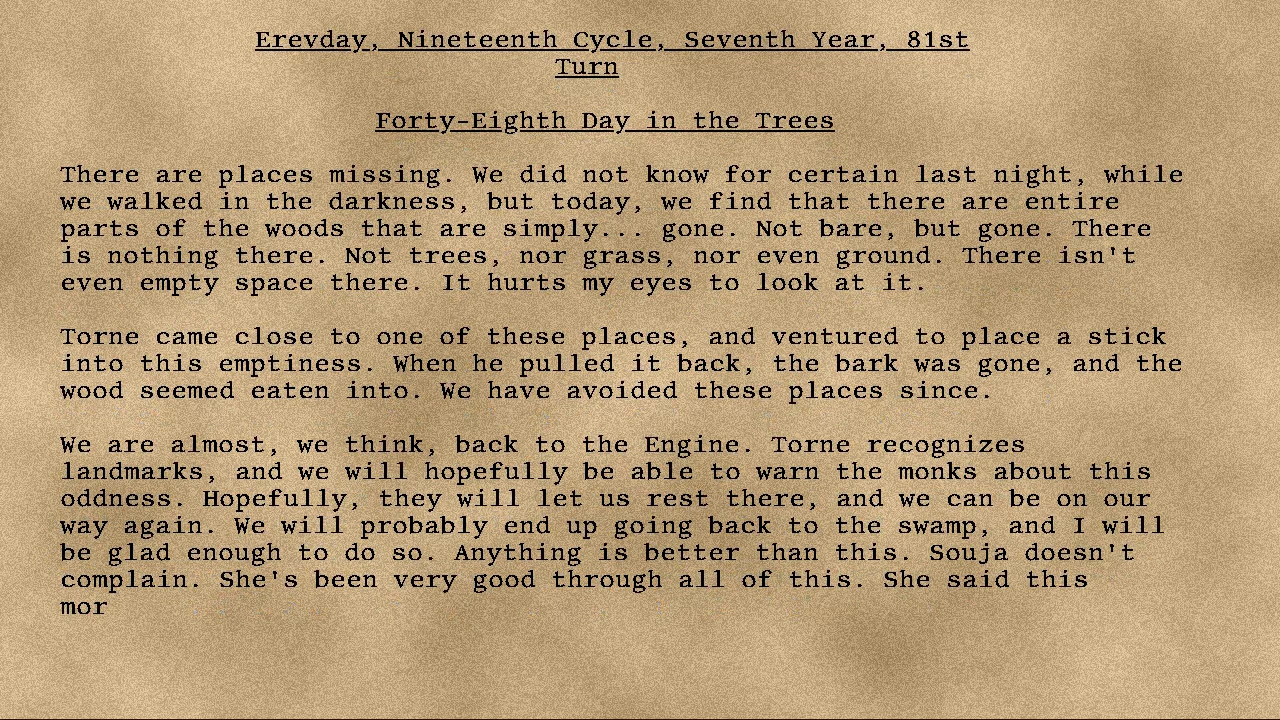 Erevday, Nineteenth Cycle, Seventh Year, 81st
Turn
Forty-Eighth Day in the Trees
There are places missing. We did not know for certain last night, while
we walked in the darkness, but today, we find that there are entire
parts of the woods that are simply... gone. Not bare, but gone. There
is nothing there. Not trees, nor grass, nor even ground. There isn't
even empty space there. It hurts my eyes to look at it.
Torne came close to one of these places, and ventured to place a stick
into this emptiness. When he pulled it back, the bark was gone, and the
wood seemed eaten into. We have avoided these places since.
We are almost, we think, back to the Engine. Torne recognizes
landmarks, and we will hopefully be able to warn the monks about this
oddness. Hopefully, they will let us rest there, and we can be on our
way again. We will probably end up going back to the swamp, and I will
be glad enough to do so. Anything is better than this. Souja doesn't
complain. She's been very good through all of this. She said this
mor